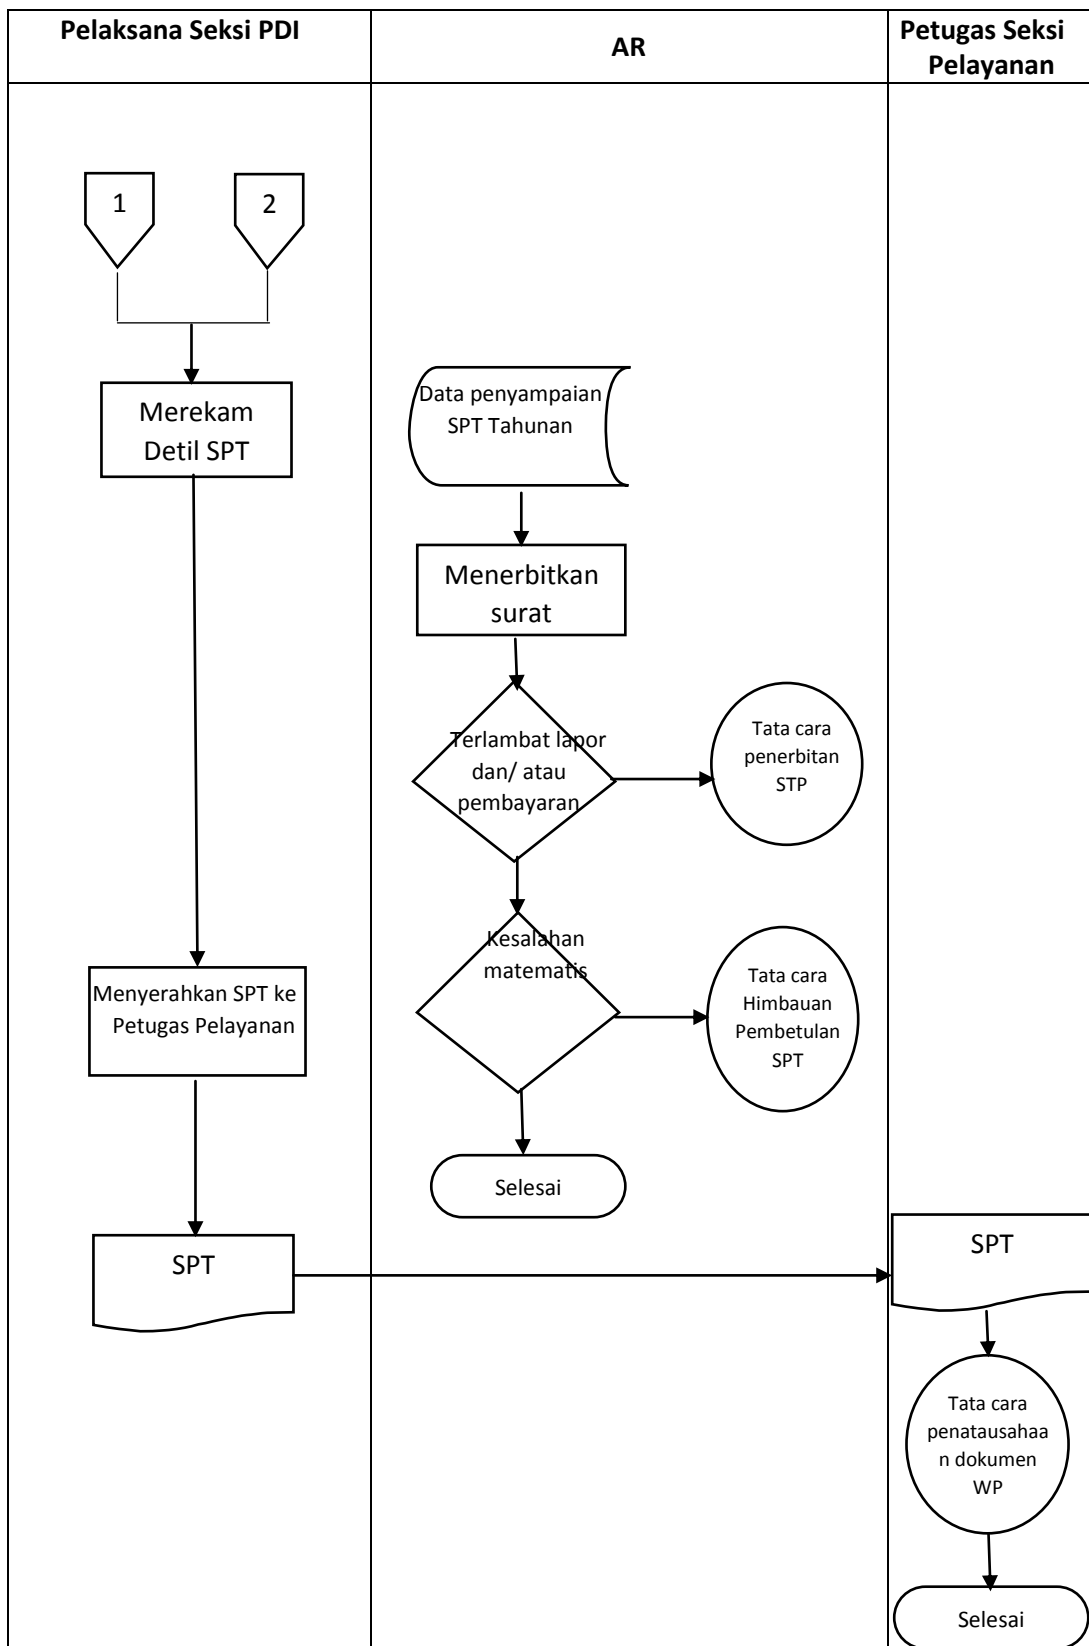 Pelaksana Seksi PDI
AR
Petugas Seksi
Pelayanan
1
2
Merekam
Detil SPT
Menyerahkan SPT ke
Petugas Pelayanan
SPT
Data penyampaian
SPT Tahunan
Menerbitkan
surat
Terlambat lapor
dan/ atau
pembayaran
Tata cara
penerbitan
STP
Kesalahan
matematis
Tata cara
Himbauan
Pembetulan
SPT
Selesai
SPT
Tata cara
penatausahaa
n dokumen
WP
Selesai